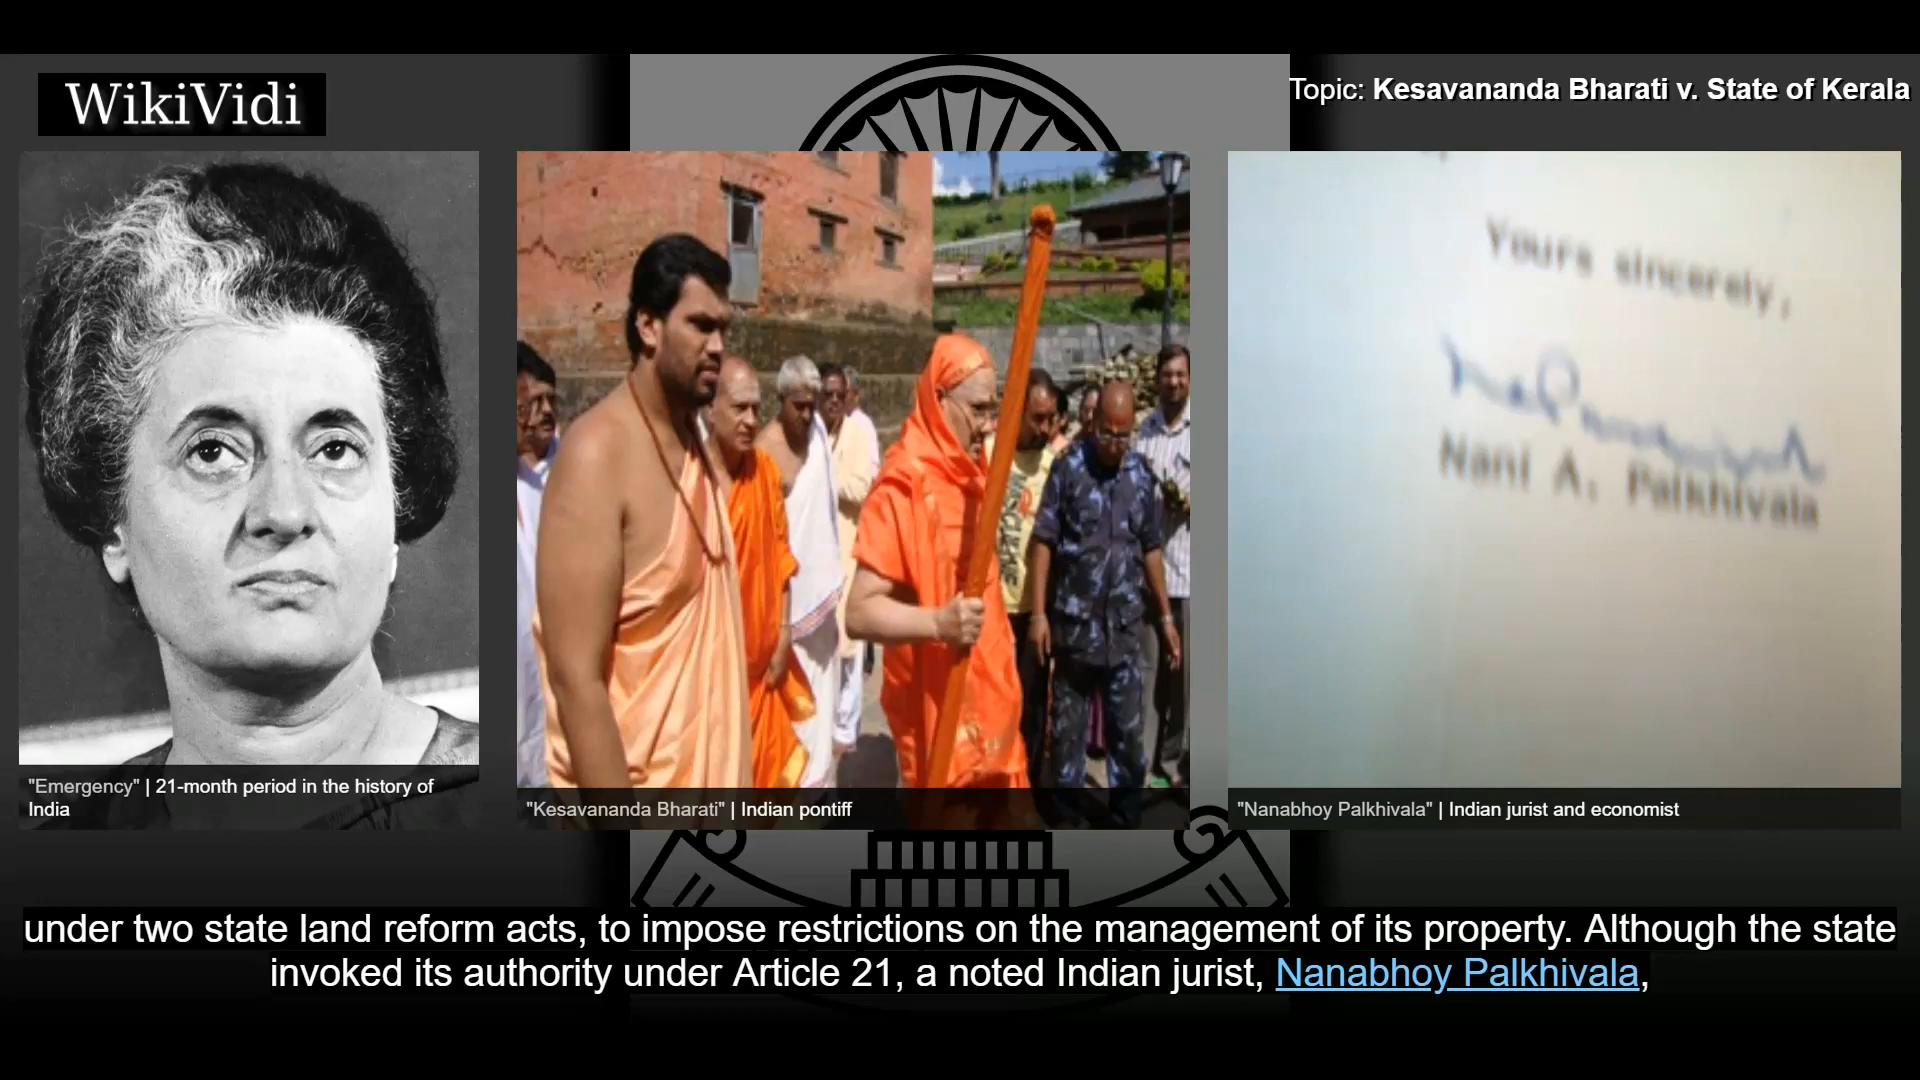 WikiVidi
Topic: Kesavananda Bharati v. State of Kerala
Yours sincerely,
Nani A. Palkhivala
"Emergency" | 21-month period in the history of
India
"Kesavananda Bharati" | Indian pontiff
"Nanabhoy Palkhivala" | Indian jurist and economist
under two state land reform acts, to impose restrictions on the management of its property. Although the state
invoked its authority under Article 21, a noted Indian jurist, Nanabhoy Palkhivala,